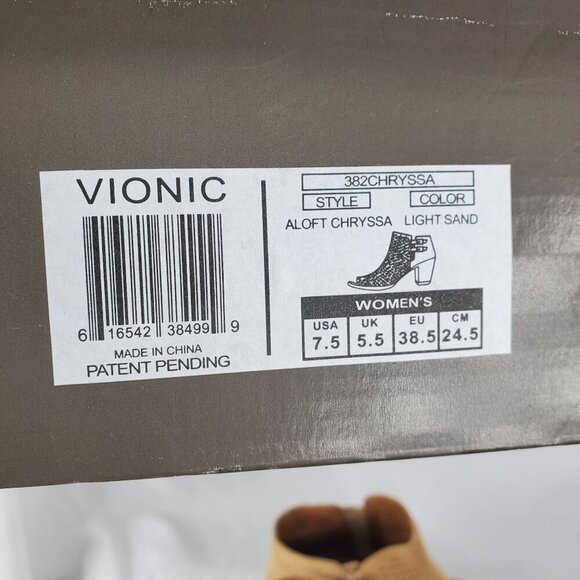 VIONIC
6 16542 38499 9
MADE IN CHINA
PATENT PENDING
382CHRYSSA
STYLE COLOR
ALOFT CHRYSSA LIGHT SAND
WOMEN'S
USA UK EU CM
7.5 5.5 38.5 24.5